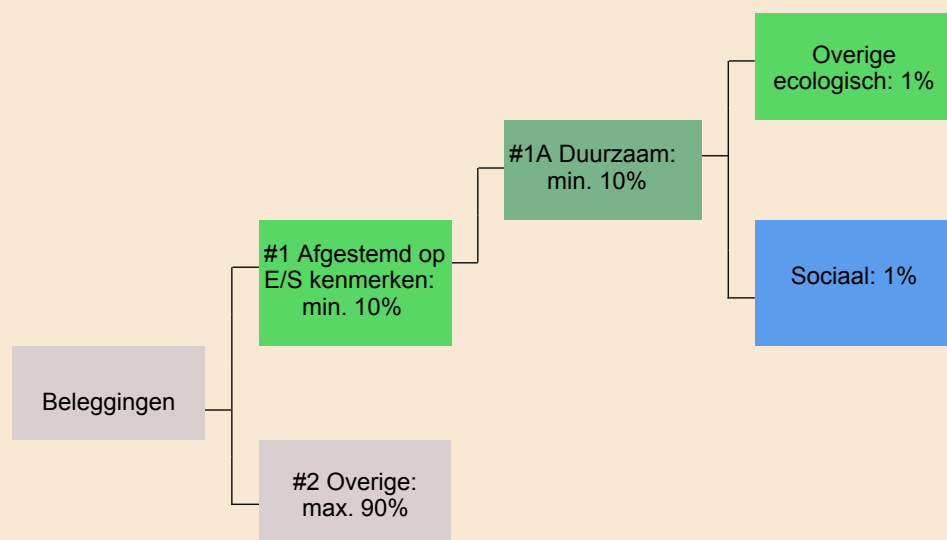 Overige
ecologisch: 1%
#1A Duurzaam:
min. 10%
#1 Afgestemd op
E/S kenmerken:
min. 10%
Sociaal: 1%
Beleggingen
#2 Overige:
max. 90%